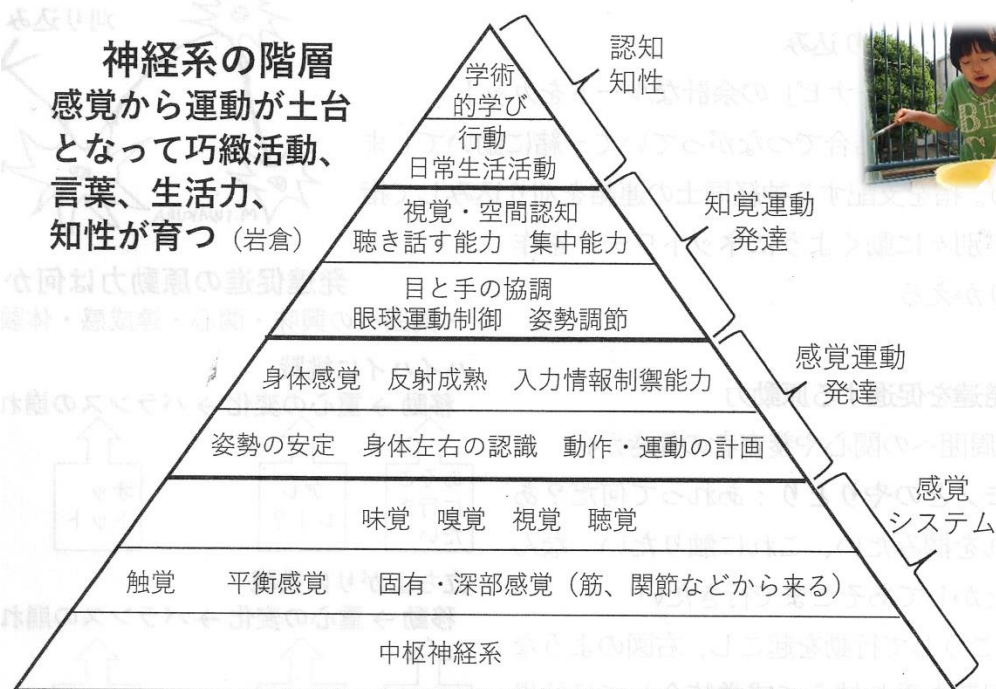 神経系の階層
感覚から運動が土台
となって巧緻活動、
言葉、生活力、
知性が育つ(岩倉)
学術
的学び
行動
日常生活活動
視覚・空間認知
聴き話す能力 集中能力
目と手の協調
眼球運動制御 姿勢調節
身体感覚 反射成熟 入力情報制禦能力
姿勢の安定 身体左右の認識 動作・運動の計画
味覚 嗅覚 視覚 聴覚
触覚 平衡感覚 固有・深部感覚(筋、関節などから来る)
中枢神経系
認知
知性
知覚運動
発達
感覚運動
発達
感覚
システム